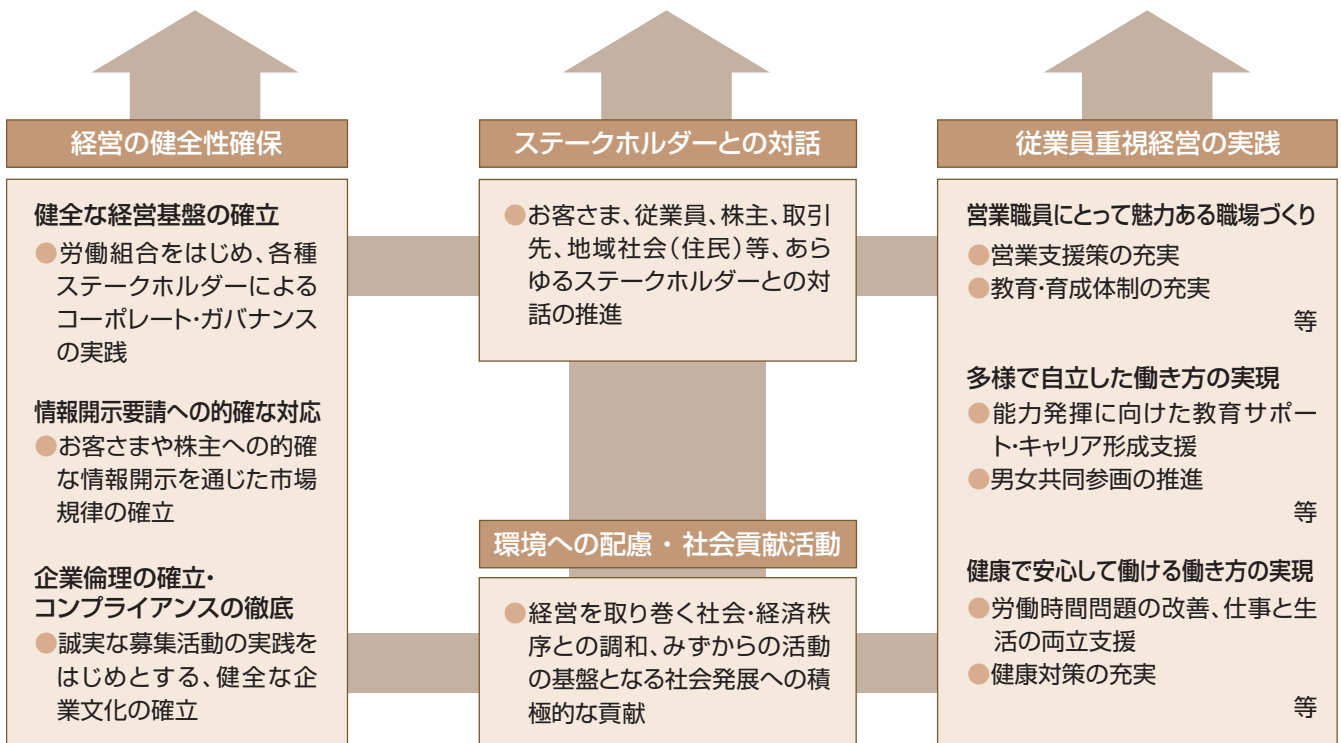 経営の健全性確保
健全な経営基盤の確立
●労働組合をはじめ、各種
ステークホルダーによる
コーポレート・ガバナンス
の実践
情報開示要請への的確な対応
●お客さまや株主への的確
な情報開示を通じた市場
規律の確立
企業倫理の確立・
コンプライアンスの徹底
●誠実な募集活動の実践を
はじめとする、健全な企
業文化の確立
ステークホルダーとの対話
●お客さま、従業員、株主、取引
先、地域社会(住民)等、あら
ゆるステークホルダーとの対
話の推進
環境への配慮・社会貢献活動
●経営を取り巻く社会・経済秩
序との調和、みずからの活動
の基盤となる社会発展への積
極的な貢献
従業員重視経営の実践
営業職員にとって魅力ある職場づくり
●営業支援策の充実
●教育・育成体制の充実
等
多様で自立した働き方の実現
●能力発揮に向けた教育サポー
ト・キャリア形成支援
●男女共同参画の推進
等
健康で安心して働ける働き方の実現
●労働時間問題の改善、仕事と生
活の両立支援
●健康対策の充実
等